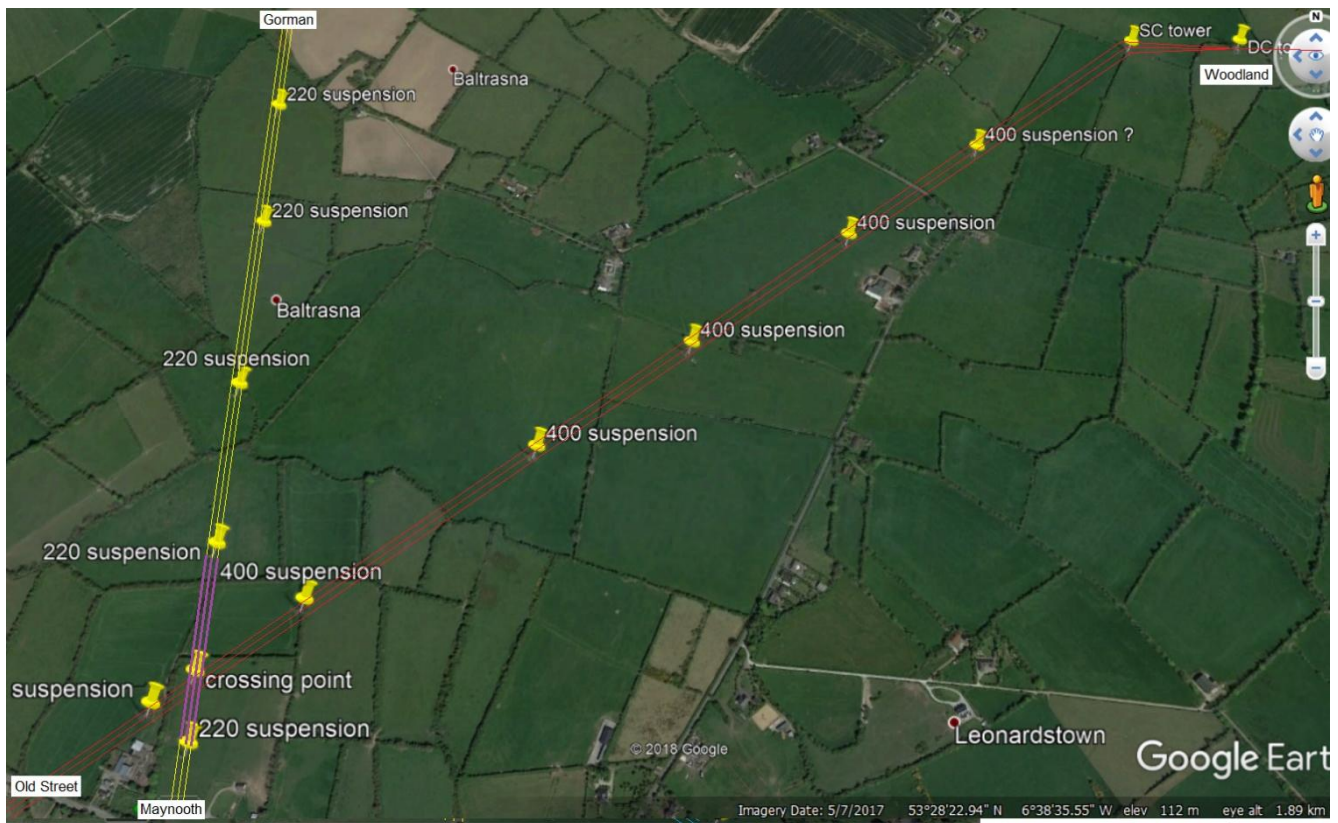 Gorman
N
SC tower
DC to
Woodland
Baltrasna
220 suspension
400 suspension ?
220 suspension
400 suspension
Baltrasna
400 suspension
220 suspension
400 suspension
220 suspension
400 suspension
crossing point
suspension
220 suspension
Leonardstown
© 2018 Google
Google Eart
Old Street
Maynooth
Imagery Date: 5/7/2017 53°28'22.94" N 6°38'35.55" W elev 112 m eye alt 1.89 km